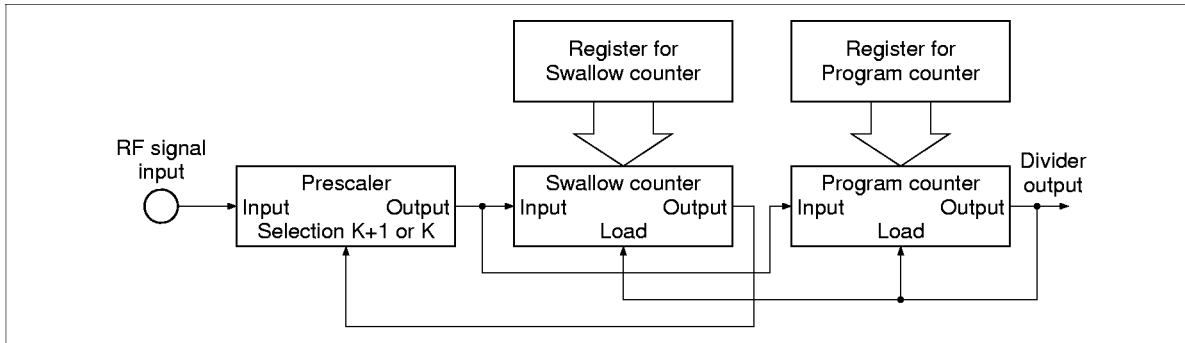 Register for
Swallow counter
Register for
Program counter
RF signal
input
Prescaler
Input Output
Selection K+1 or K
Swallow counter
Input Output
Load
Program counter
Input Output
Load
Divider
output